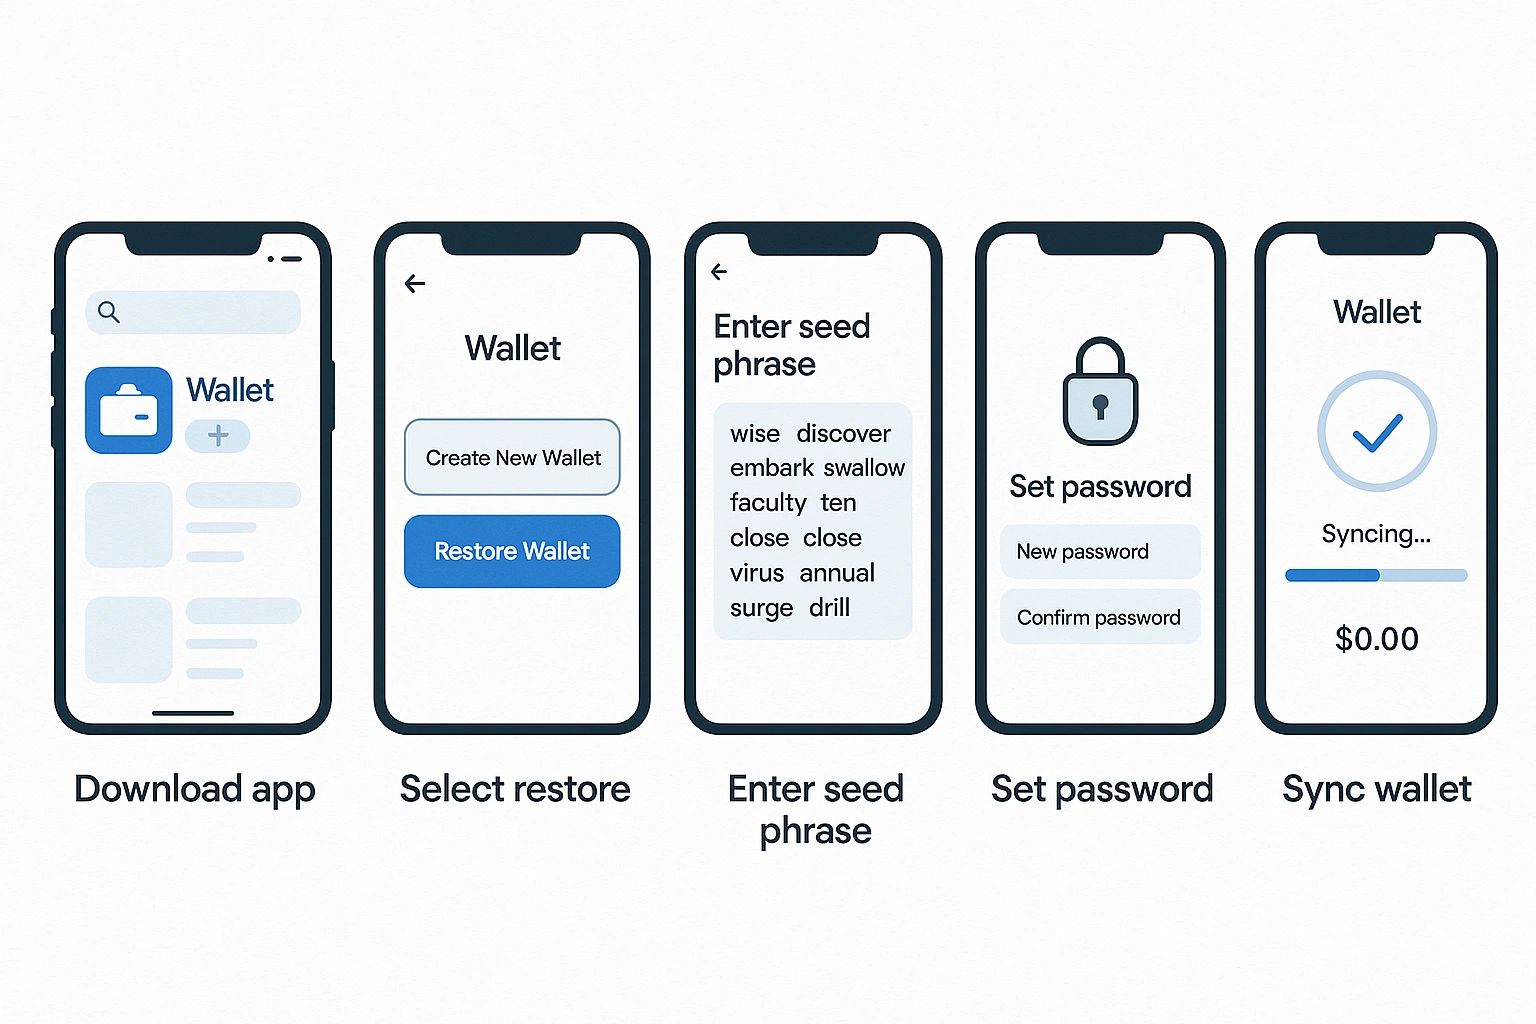 Wallet
Download app
Wallet
Create New Wallet
Restore Wallet
Select restore
Enter seed
phrase
wise discover
embark swallow
faculty ten
close close
virus annual
surge drill
Enter seed
phrase
Set password
New password
Confirm password
Set password
Wallet
Syncing...
$0.00
Sync wallet